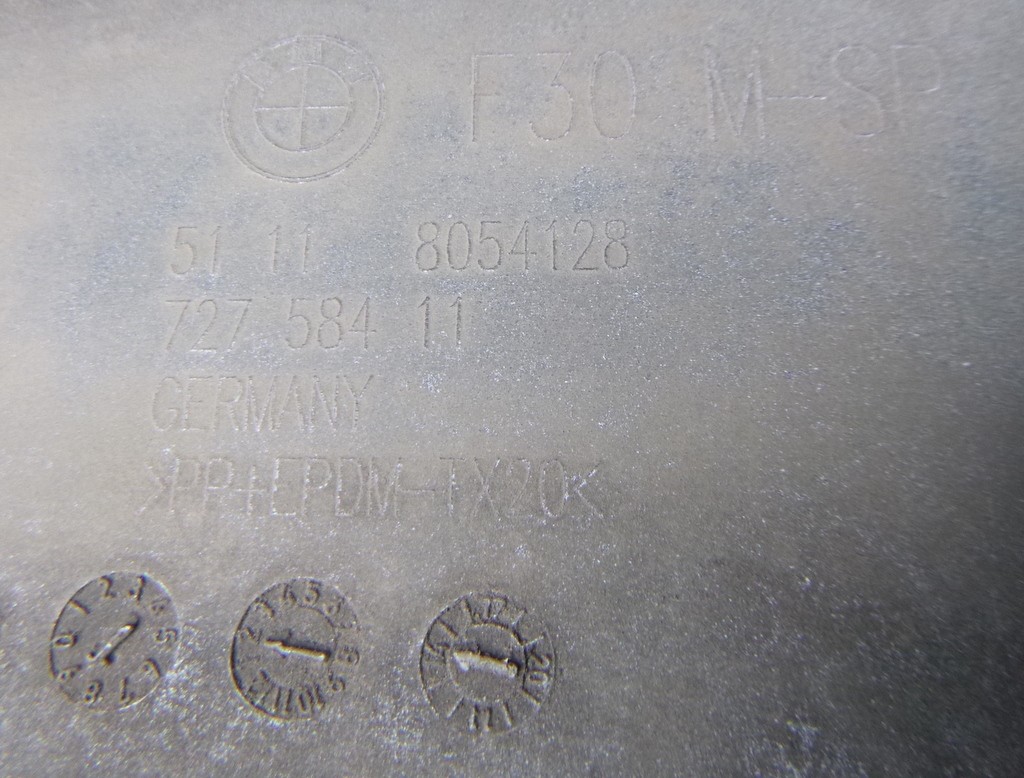 F30 M-SP
51 11 8054128
727 584 11
GERMANY
>PP+EPDM-TX20<